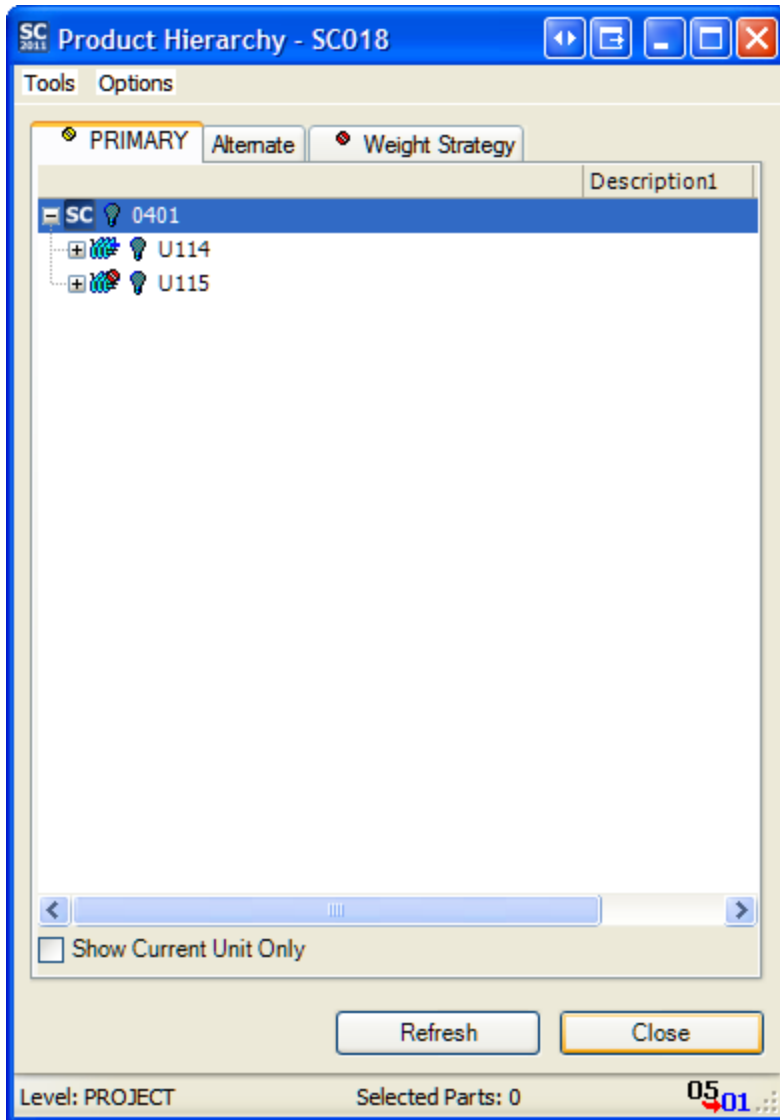 SC 2011 Product Hierarchy - SC018
Tools Options
PRIMARY Alternate Weight Strategy
Description1
SC 0401
U114
U115
Show Current Unit Only
Refresh Close
Level: PROJECT Selected Parts: 0 05 01